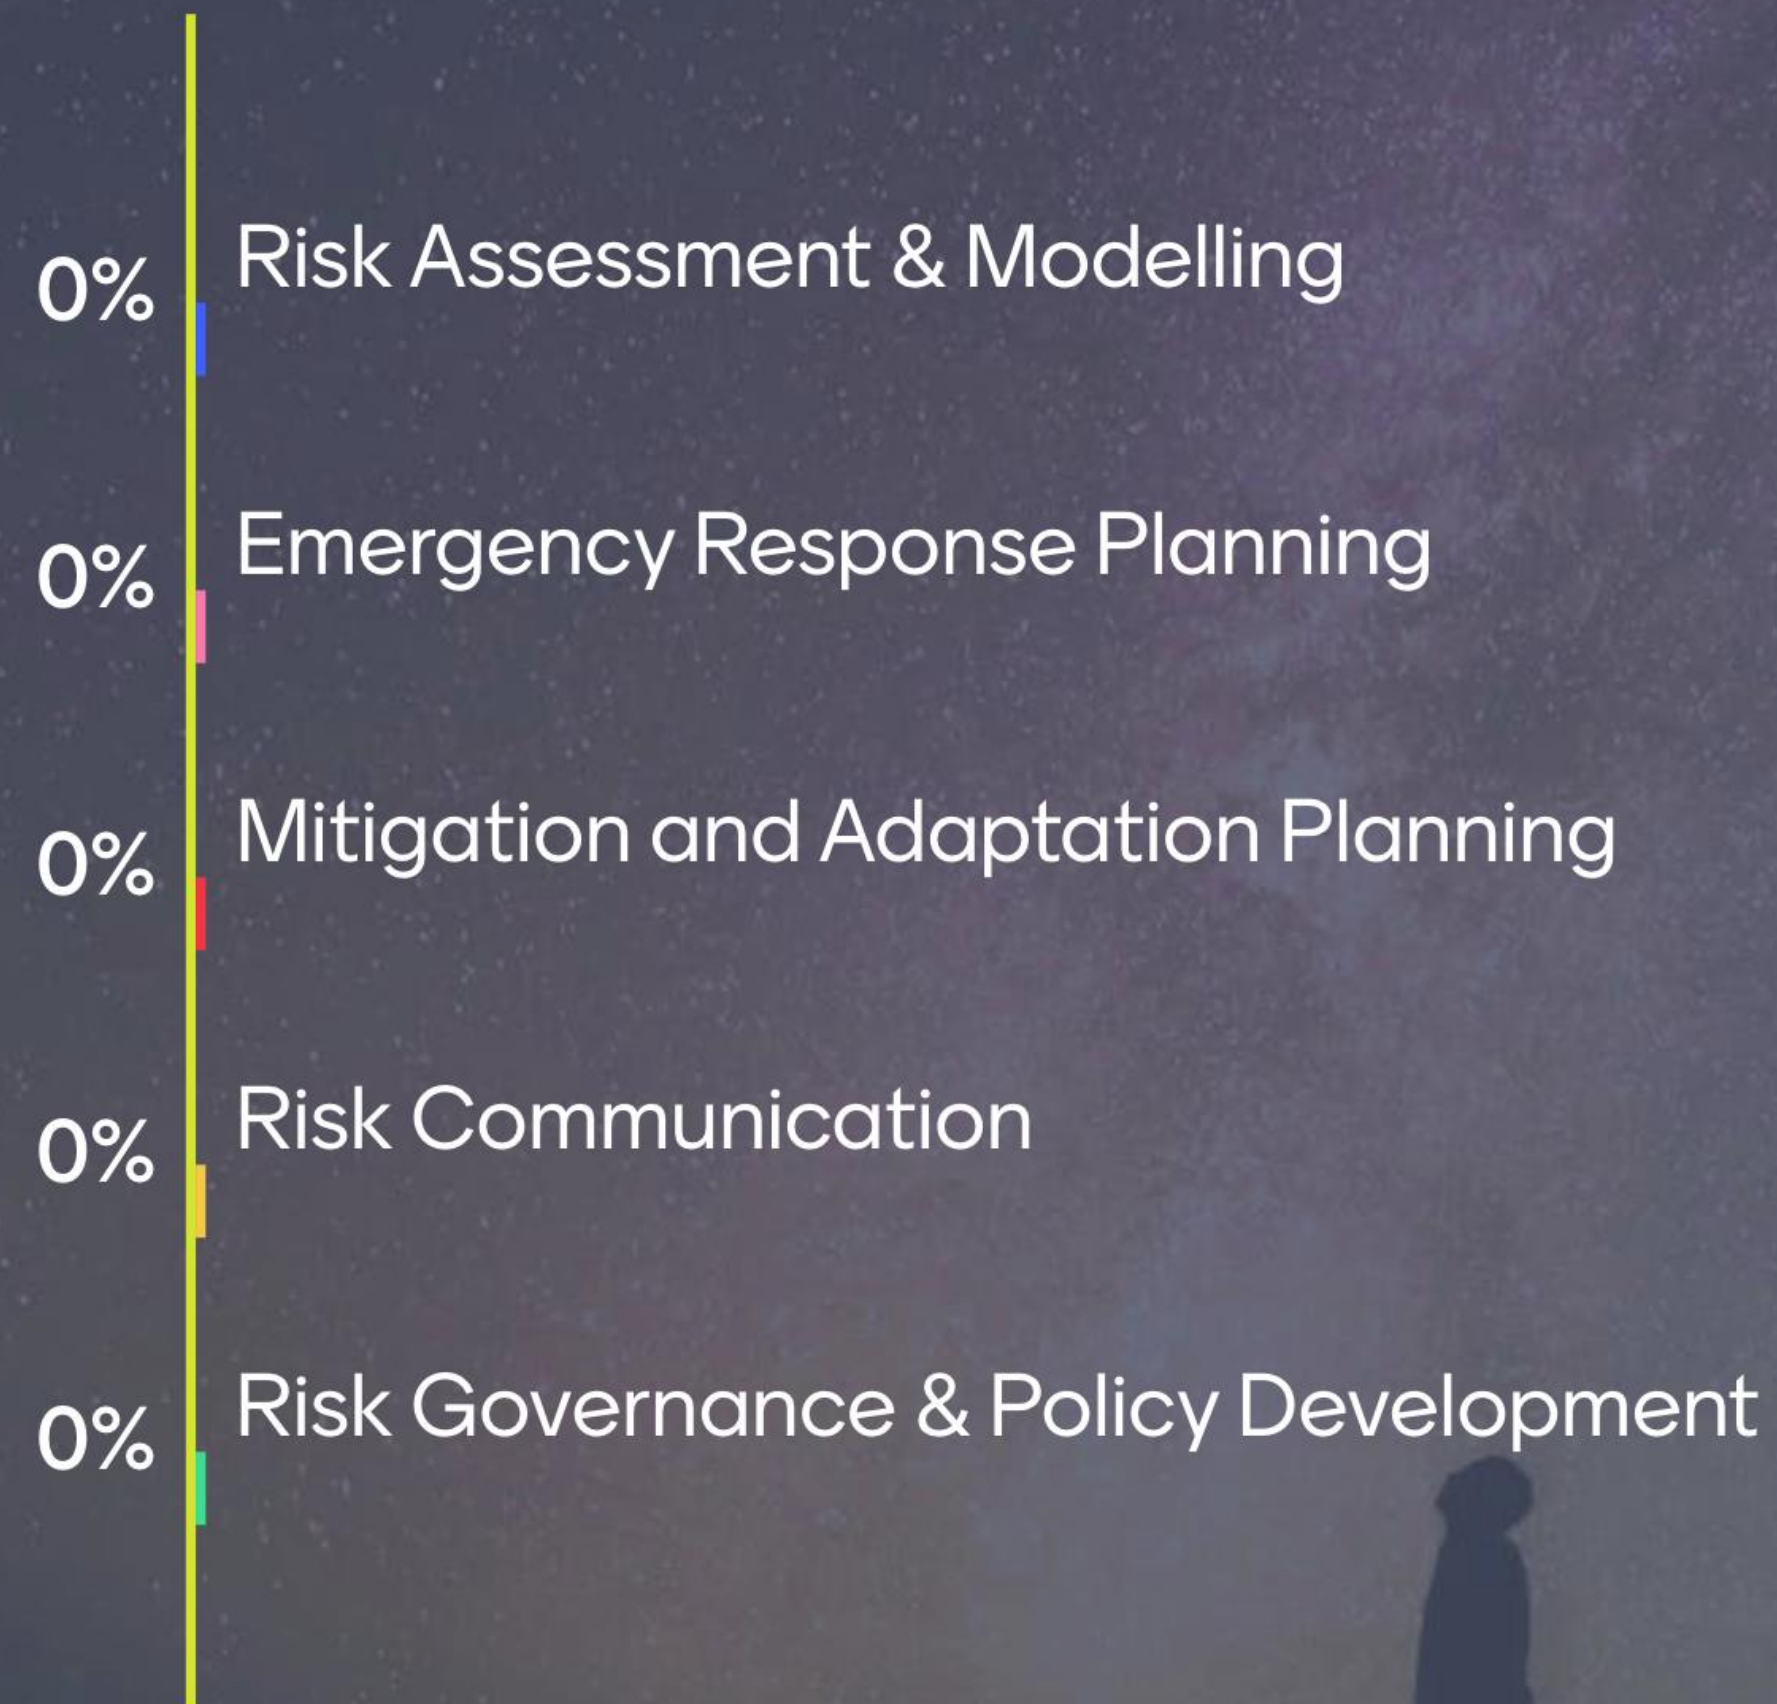 0% Risk Assessment & Modelling
0% Emergency Response Planning
0% Mitigation and Adaptation Planning
0% Risk Communication
0% Risk Governance & Policy Development